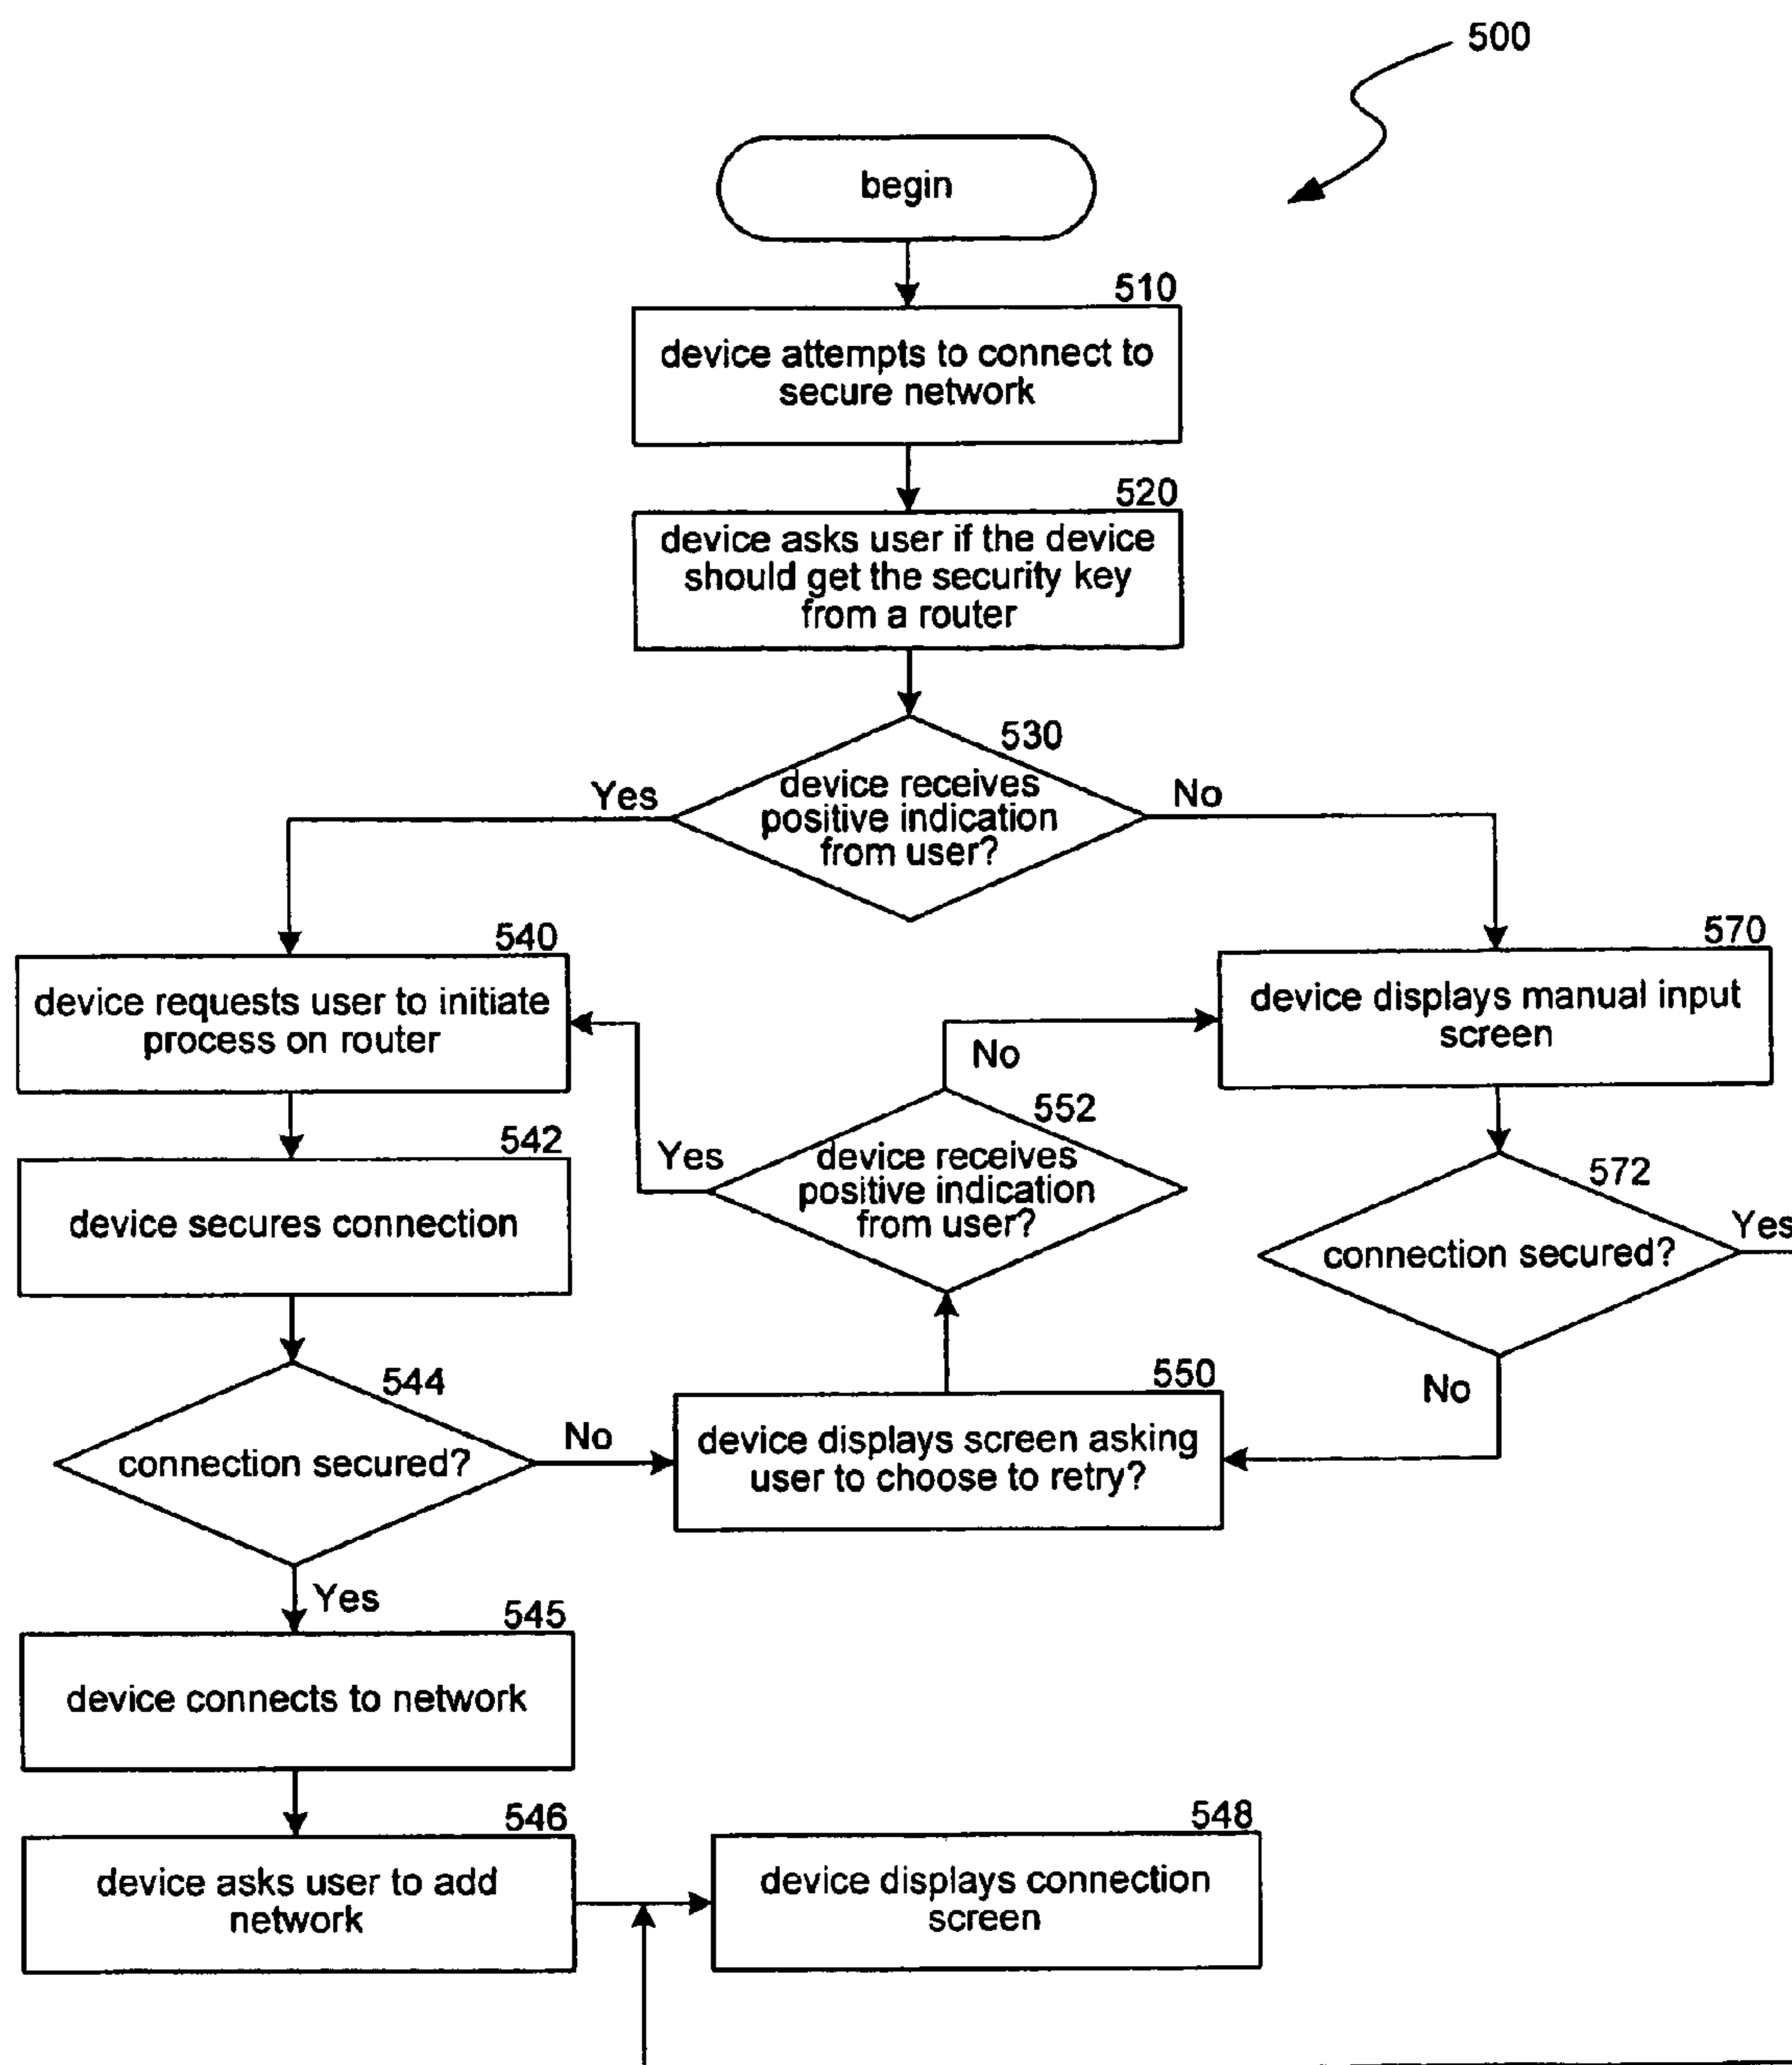 500
begin
510
device attempts to connect to
secure network
520
device asks user if the device
should get the security key
from a router
530
device receives
positive indication
from user?
Yes
No
540
device requests user to initiate
process on router
570
device displays manual input
screen
No
552
device receives
positive indication
from user?
Yes
542
device secures connection
572
connection secured?
Yes
No
544
connection secured?
No
550
device displays screen asking
user to choose to retry?
Yes
545
device connects to network
546
device asks user to add
network
548
device displays connection
screen